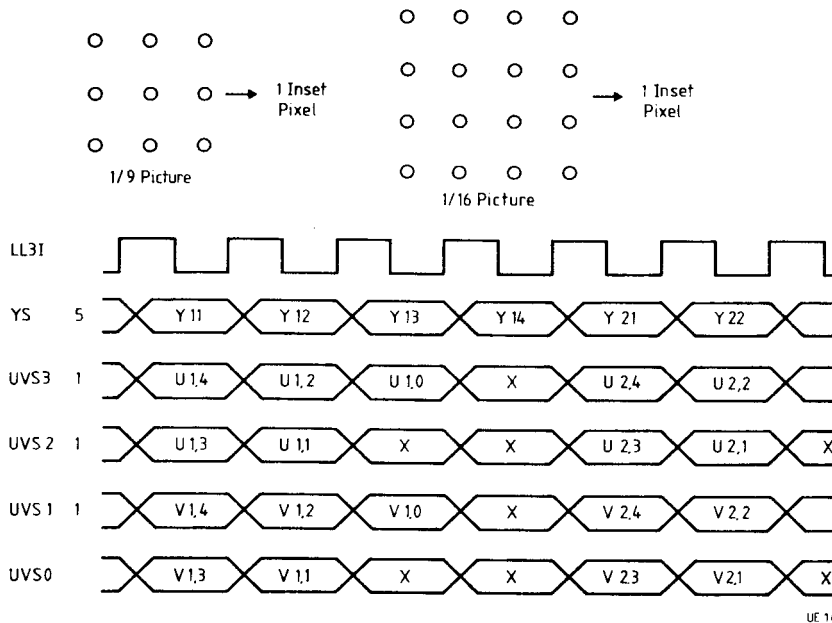 1 Inset
Pixel
1/9 Picture
1 Inset
Pixel
1/16 Picture
LL3I
YS 5 Y 11 Y 12 Y 13 Y 14 Y 21 Y 22
UVS3 1 U 1,4 U 1,2 U 1,0 X U 2,4 U 2,2
UVS 2 1 U 1,3 U 1,1 X X U 2,3 U 2,1 X
UVS 1 1 V 1,4 V 1,2 V 1,0 X V 2,4 V 2,2
UVS0 V 1,3 V 1,1 X X V 2,3 V 2,1 X